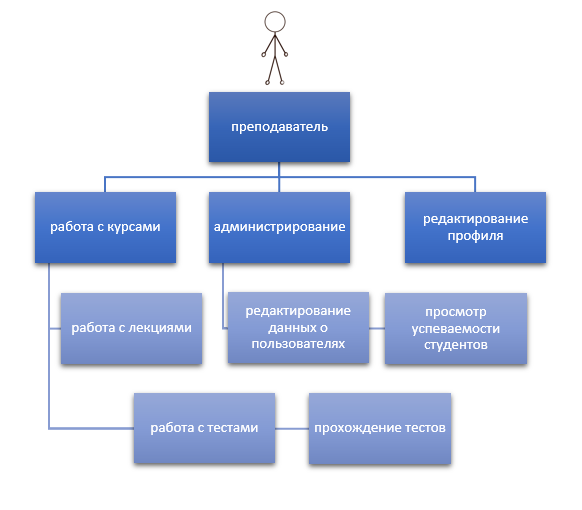 преподаватель
работа с курсами
администрирование
редактирование
профиля
работа с лекциями
редактирование
данных о
пользователях
просмотр
успеваемости
студентов
работа с тестами
прохождение тестов